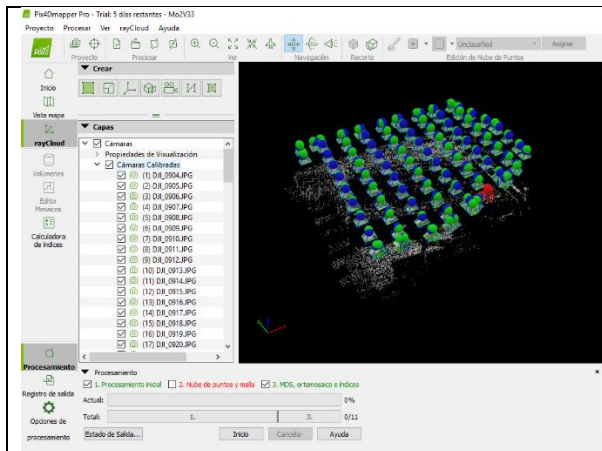 Pix4Dmapper Pro - Trial: 5 días restantes - Mo2V33
Proyecto Procesar Ver rayCloud Ayuda
pix4d Proyecto Procesar Ver Navegación Recorte Unclassified Asignar
Edición de Nube de Puntos
Inicio
Vista mapa
rayCloud
Volúmenes
Editor
Mosaicos
Calculadora
de índices
Crear
Capas
Cámaras
Propiedades de Visualización
Cámaras Calibradas
(1) DJI_0904.JPG
(2) DJI_0905.JPG
(3) DJI_0906.JPG
(4) DJI_0907.JPG
(5) DJI_0908.JPG
(6) DJI_0909.JPG
(7) DJI_0910.JPG
(8) DJI_0911.JPG
(9) DJI_0912.JPG
(10) DJI_0913.JPG
(11) DJI_0914.JPG
(12) DJI_0915.JPG
(13) DJI_0916.JPG
(14) DJI_0917.JPG
(15) DJI_0918.JPG
(16) DJI_0919.JPG
(17) DJI_0920.JPG
Procesamiento
Registro de salida
Opciones de
procesamiento
Procesamiento
1. Procesamiento inicial 2. Nube de puntos y malla 3. MDS, ortomosaico e índices
Actual: 0%
Total: 1. 3. 0/11
Estado de Salida... Inicio Cancelar Ayuda